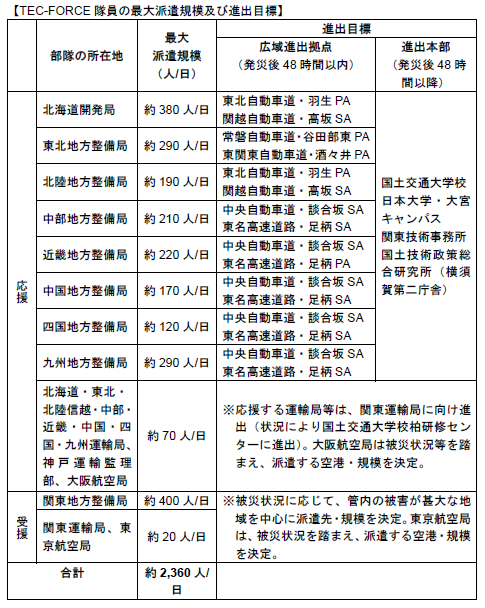 【TEC-FORCE 隊員の最大派遣規模及び進出目標】
部隊の所在地
最大
派遣規模
(人/日)
進出目標
広域進出拠点
(発災後 48 時間以内)
進出本部
(発災後 48 時
間以降)
応援
北海道開発局
約 380 人/日
東北自動車道・羽生 PA
関越自動車道・高坂 SA
東北地方整備局
約 290 人/日
常磐自動車道・谷田部東 PA
東関東自動車道・酒々井 PA
北陸地方整備局
約 190 人/日
東北自動車道・羽生 PA
関越自動車道・高坂 SA
中部地方整備局
約 210 人/日
中央自動車道・談合坂 SA
東名高速道路・足柄 SA
近畿地方整備局
約 220 人/日
中央自動車道・談合坂 SA
東名高速道路・足柄 PA
中国地方整備局
約 170 人/日
中央自動車道・談合坂 SA
東名高速道路・足柄 SA
四国地方整備局
約 120 人/日
中央自動車道・談合坂 SA
東名高速道路・足柄 SA
九州地方整備局
約 290 人/日
中央自動車道・談合坂 SA
東名高速道路・足柄 SA
国土交通大学校
日本大学・大宮
キャンパス
関東技術事務所
国土技術政策総
合研究所(横須
賀第二庁舎)
北海道・東北・
北陸信越・中部・
近畿・中国・四
国・九州運輸局、
神戸運輸監理
部、大阪航空局
約 70 人/日
※応援する運輸局等は、関東運輸局に向け進
出(状況により国土交通大学校柏研修セン
ターに進出)。大阪航空局は被災状況等を踏
まえ、派遣する空港・規模を決定。
受援
関東地方整備局
約 400 人/日
関東運輸局、東
京航空局
約 20 人/日
※被災状況に応じて、管内の被害が甚大な地
域を中心に派遣先・規模を決定。東京航空局
は、被災状況を踏まえ、派遣する空港・規模
を決定。
合計
約 2,360 人/
日